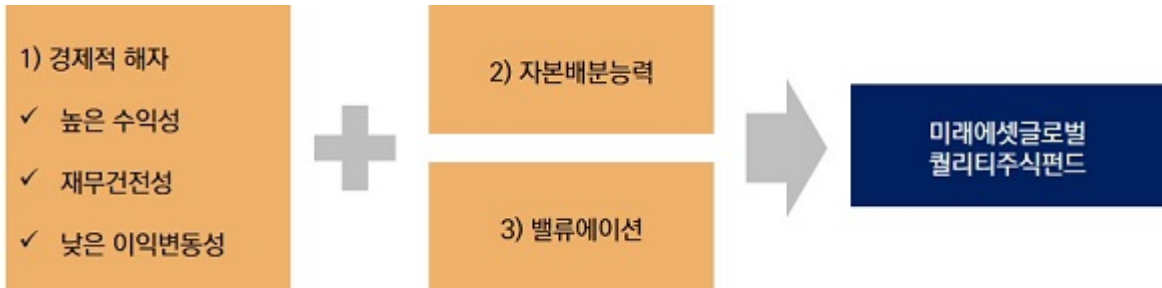 1) 경제적 해자
✓ 높은 수익성
✓ 재무건전성
✓ 낮은 이익변동성
2) 자본배분능력
3) 밸류에이션
미래에셋글로벌
퀄리티주식펀드